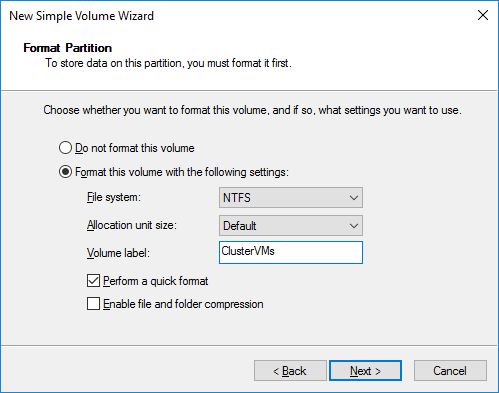 New Simple Volume Wizard
Format Partition
To store data on this partition, you must format it first.
Choose whether you want to format this volume, and if so, what settings you want to use.
Do not format this volume
Format this volume with the following settings:
File system: NTFS
Allocation unit size: Default
Volume label: ClusterVMs
Perform a quick format
Enable file and folder compression
< Back Next > Cancel